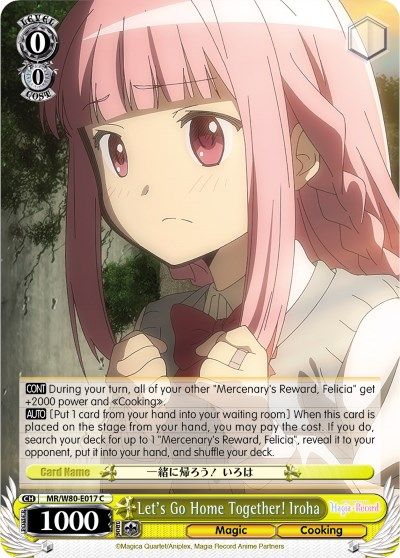 LEVEL
0
0
COST
CONT During your turn, all of your other "Mercenary's Reward, Felicia" get
+2000 power and «Cooking».
AUTO [Put 1 card from your hand into your waiting room] When this card is
placed on the stage from your hand, you may pay the cost. If you do,
search your deck for up to 1 "Mercenary's Reward, Felicia", reveal it to your
opponent, put it into your hand, and shuffle your deck.
Card Name 一緒に帰ろう! いろは
MR/W80-E017 C
POWER 1000 Let's Go Home Together! Iroha Magia Record
Magic Cooking
©Magica Quartet/Aniplex, Magia Record Anime Partners